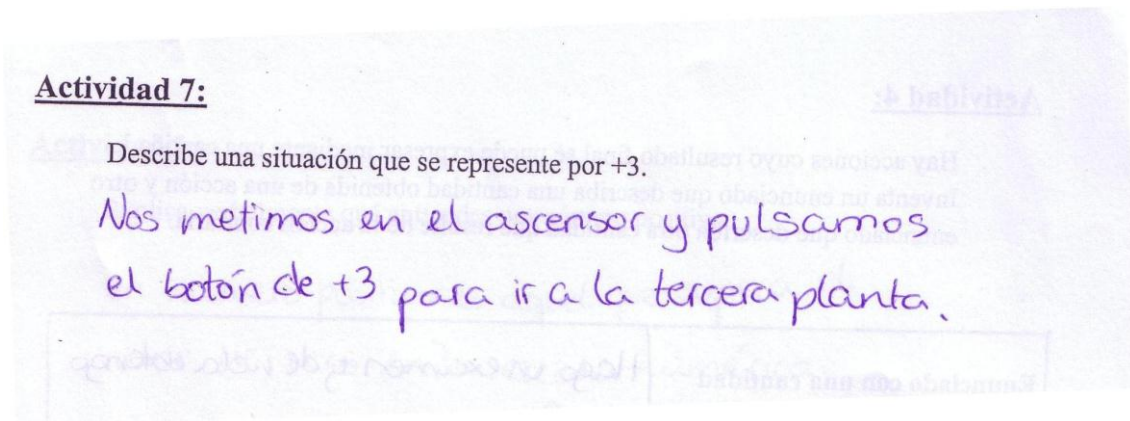 Actividad 7:
Describe una situación que se represente por +3.
Nos metimos en el ascensor y pulsamos
el botón de +3 para ir a la tercera planta.